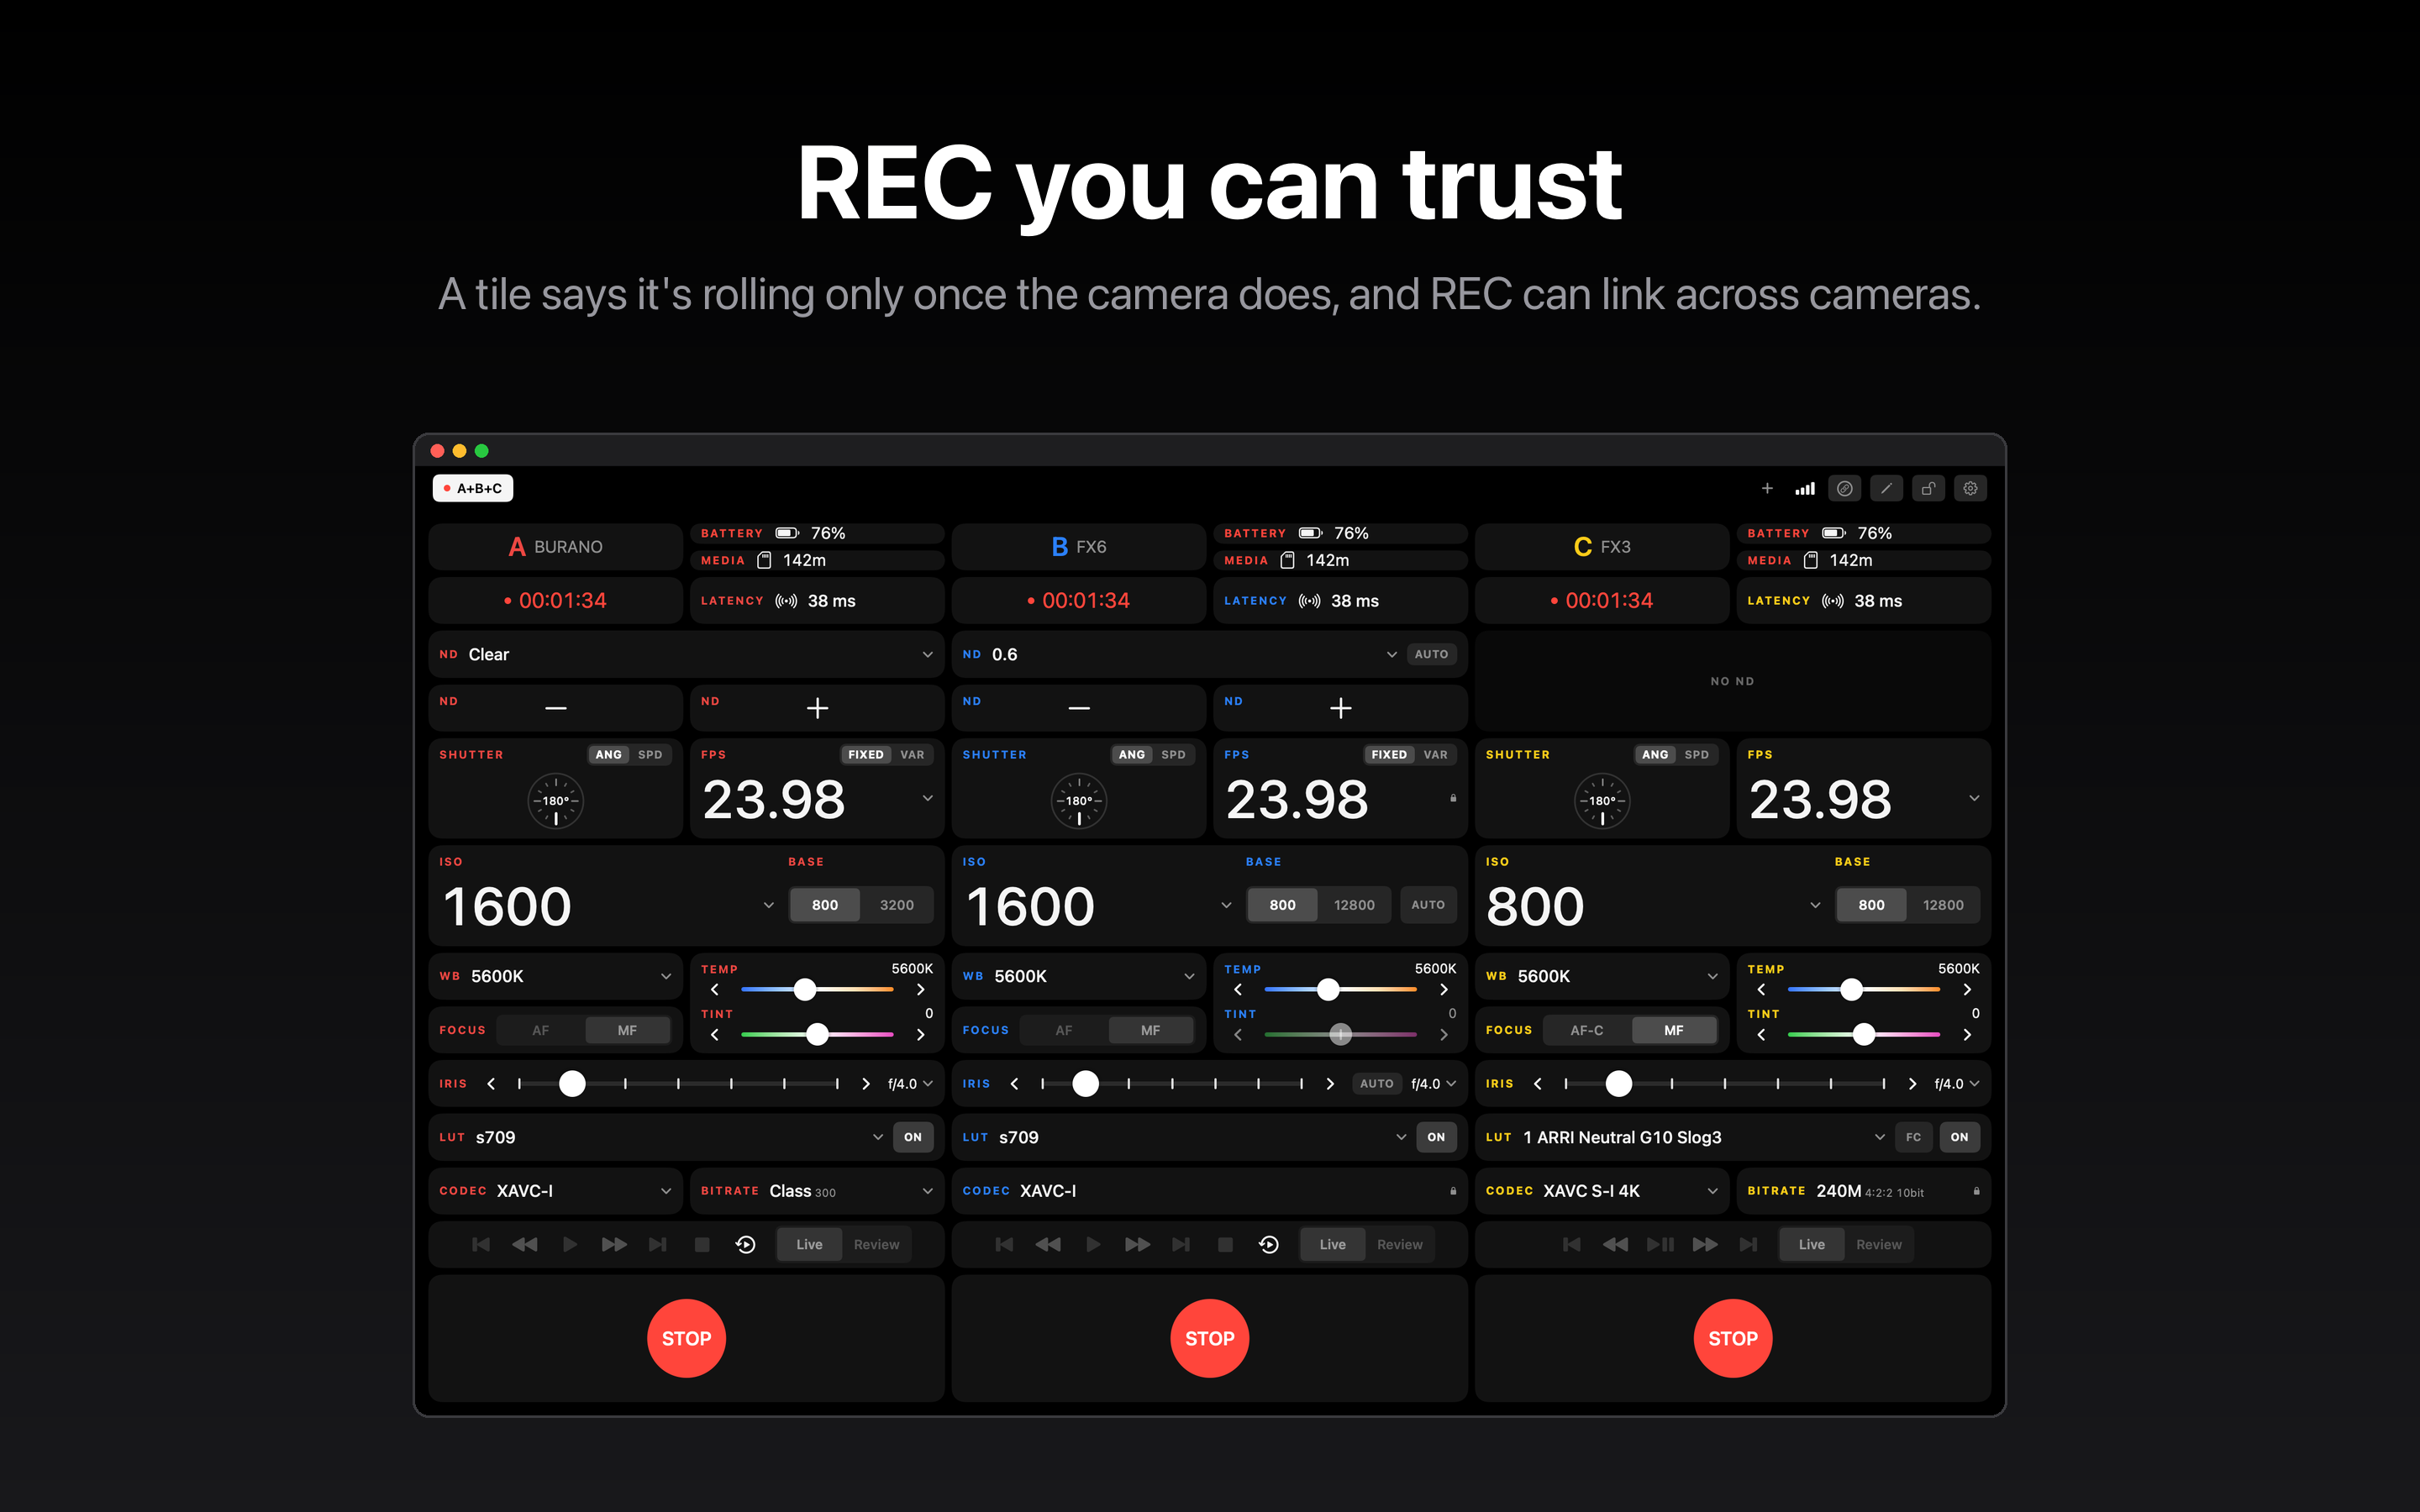 REC you can trust
A tile says it's rolling only once the camera does, and REC can link across cameras.
A+B+C
A BURANO
BATTERY 76%
MEDIA 142m
B FX6
BATTERY 76%
MEDIA 142m
C FX3
BATTERY 76%
MEDIA 142m
00:01:34
LATENCY 38 ms
00:01:34
LATENCY 38 ms
00:01:34
LATENCY 38 ms
ND Clear
ND 0.6 AUTO
NO ND
ND −
ND +
ND −
ND +
SHUTTER ANG SPD
180°
FPS FIXED VAR
23.98
SHUTTER ANG SPD
180°
FPS FIXED VAR
23.98
SHUTTER ANG SPD
180°
FPS
23.98
ISO BASE
1600 800 3200
ISO BASE
1600 800 12800 AUTO
ISO BASE
800 800 12800
WB 5600K
TEMP 5600K
WB 5600K
TEMP 5600K
WB 5600K
TEMP 5600K
FOCUS AF MF
TINT 0
FOCUS AF MF
TINT 0
FOCUS AF-C MF
TINT 0
IRIS f/4.0
IRIS AUTO f/4.0
IRIS f/4.0
LUT s709 ON
LUT s709 ON
LUT 1 ARRI Neutral G10 Slog3 FC ON
CODEC XAVC-I
BITRATE Class 300
CODEC XAVC-I
CODEC XAVC S-I 4K
BITRATE 240M 4:2:2 10bit
Live Review
Live Review
Live Review
STOP
STOP
STOP